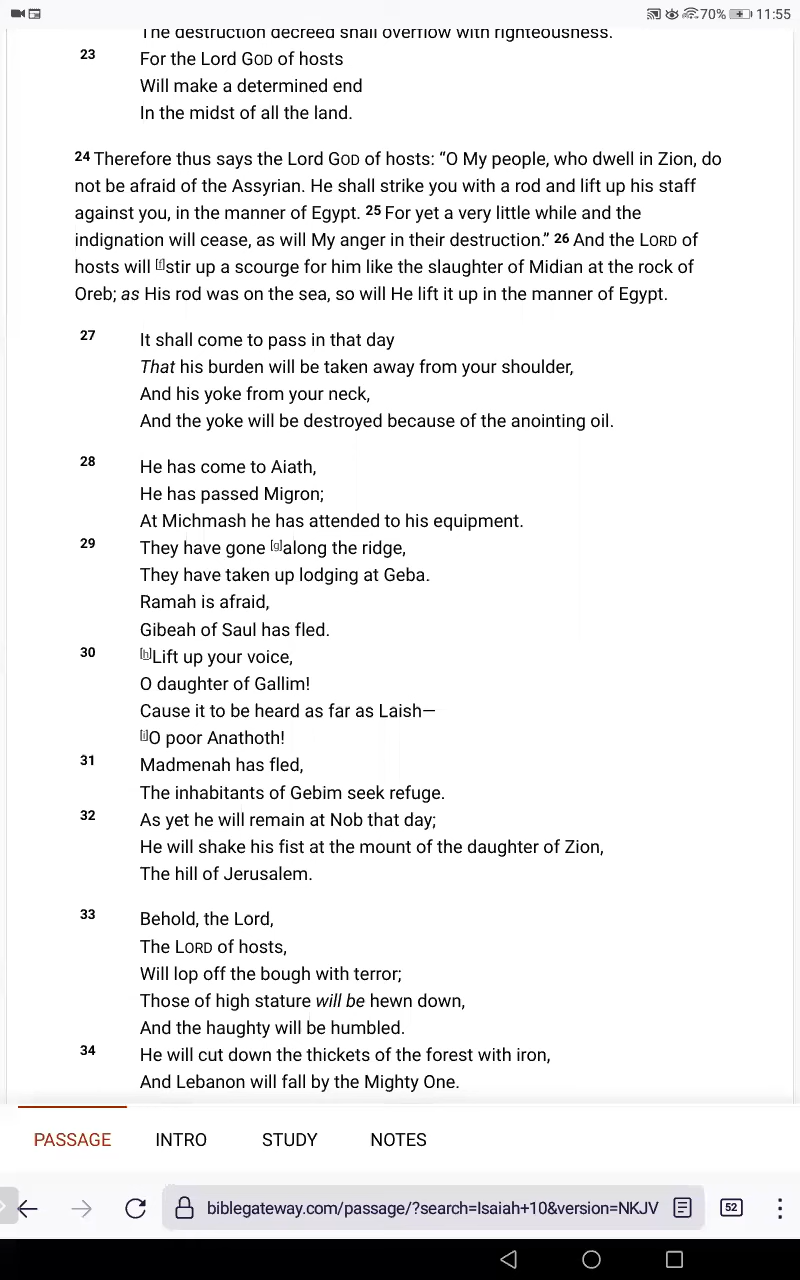 70% 11:55
The destruction decreed shall overflow with righteousness.
23 For the Lord GOD of hosts
Will make a determined end
In the midst of all the land.
24 Therefore thus says the Lord GOD of hosts: “O My people, who dwell in Zion, do
not be afraid of the Assyrian. He shall strike you with a rod and lift up his staff
against you, in the manner of Egypt. 25 For yet a very little while and the
indignation will cease, as will My anger in their destruction.” 26 And the LORD of
hosts will [f]stir up a scourge for him like the slaughter of Midian at the rock of
Oreb; as His rod was on the sea, so will He lift it up in the manner of Egypt.
27 It shall come to pass in that day
That his burden will be taken away from your shoulder,
And his yoke from your neck,
And the yoke will be destroyed because of the anointing oil.
28 He has come to Aiath,
He has passed Migron;
At Michmash he has attended to his equipment.
29 They have gone [g]along the ridge,
They have taken up lodging at Geba.
Ramah is afraid,
Gibeah of Saul has fled.
30 [h]Lift up your voice,
O daughter of Gallim!
Cause it to be heard as far as Laish—
[i]O poor Anathoth!
31 Madmenah has fled,
The inhabitants of Gebim seek refuge.
32 As yet he will remain at Nob that day;
He will shake his fist at the mount of the daughter of Zion,
The hill of Jerusalem.
33 Behold, the Lord,
The LORD of hosts,
Will lop off the bough with terror;
Those of high stature will be hewn down,
And the haughty will be humbled.
34 He will cut down the thickets of the forest with iron,
And Lebanon will fall by the Mighty One.
PASSAGE INTRO STUDY NOTES
biblegateway.com/passage/?search=Isaiah+10&version=NKJV 52